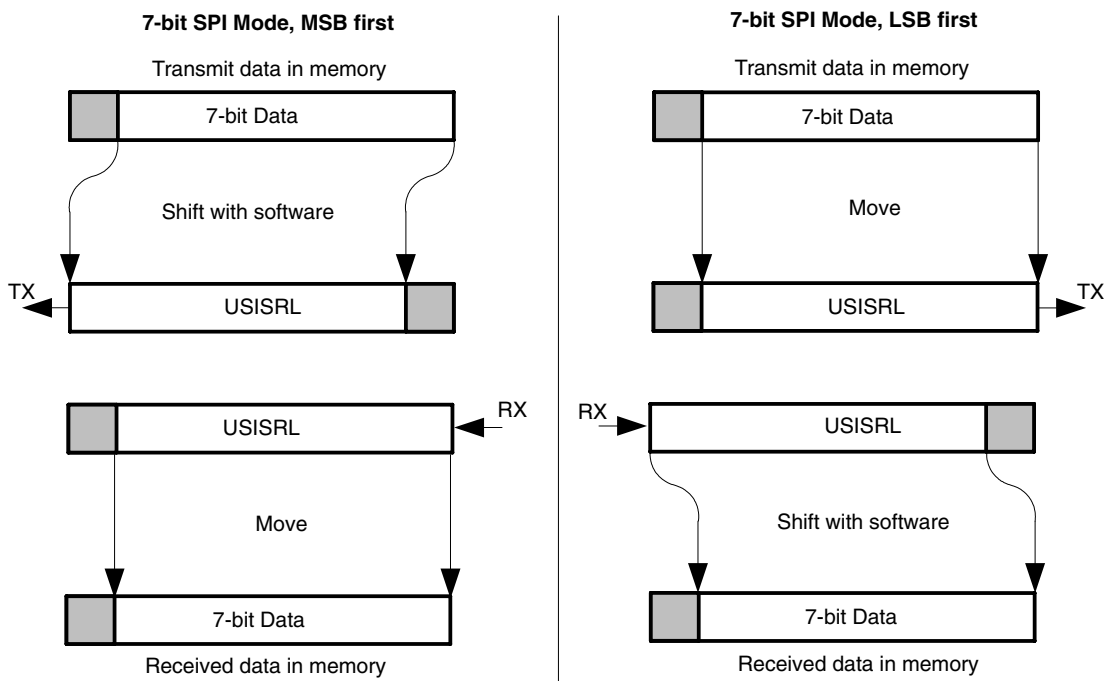 7-bit SPI Mode, MSB first
Transmit data in memory
7-bit Data
Shift with software
TX
USISRL
USISRL
RX
Move
7-bit Data
Received data in memory
7-bit SPI Mode, LSB first
Transmit data in memory
7-bit Data
Move
USISRL
TX
RX
USISRL
Shift with software
7-bit Data
Received data in memory